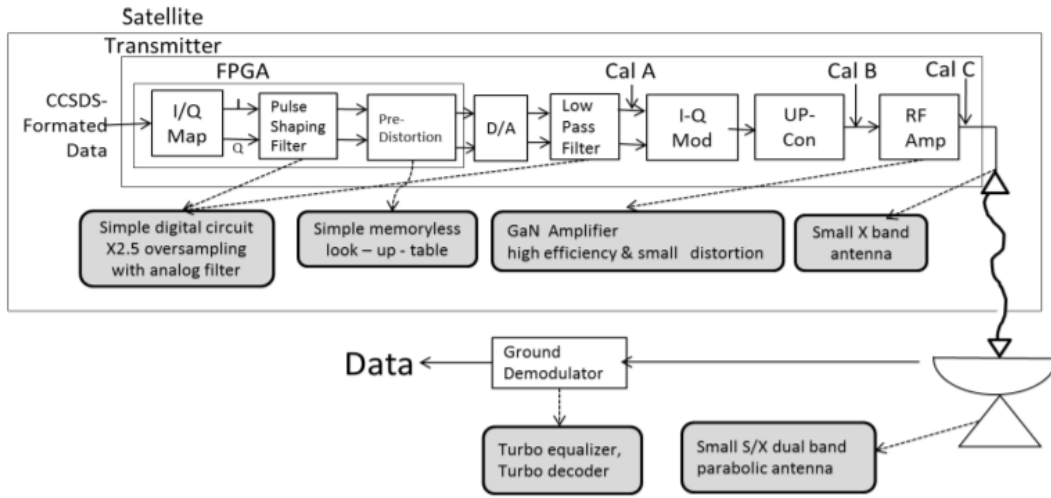 Satellite
Transmitter
FPGA
Cal A
Cal B
Cal C
CCSDS-
Formated
Data
I/Q
Map
I
Q
Pulse
Shaping
Filter
Pre-
Distortion
D/A
Low
Pass
Filter
I-Q
Mod
UP-
Con
RF
Amp
Simple digital circuit
X2.5 oversampling
with analog filter
Simple memoryless
look – up - table
GaN Amplifier
high efficiency & small distortion
Small X band
antenna
Data
Ground
Demodulator
Turbo equalizer,
Turbo decoder
Small S/X dual band
parabolic antenna